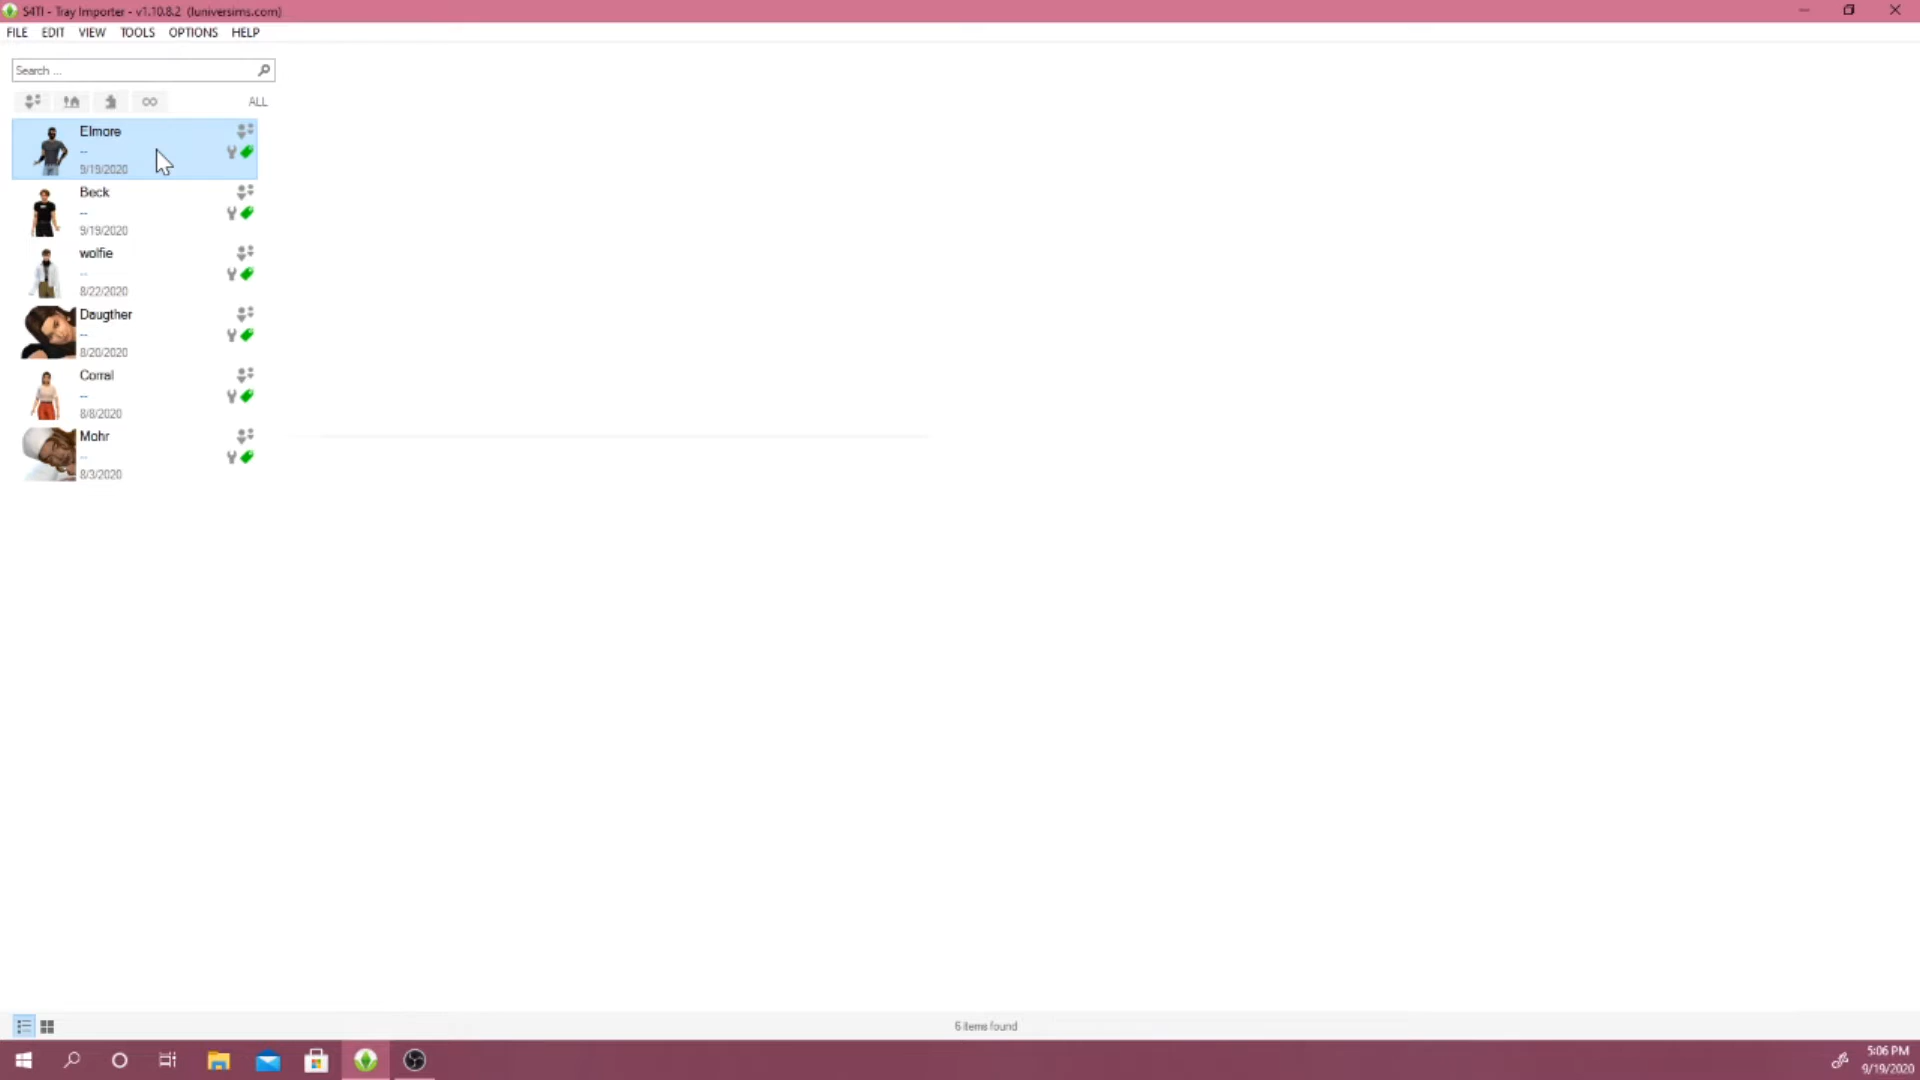 S4TI - Tray Importer - v1.10.8.2 (luniversims.com)
FILE EDIT VIEW TOOLS OPTIONS HELP
Search ...
ALL
Elmore
--
9/19/2020
Beck
--
9/19/2020
wolfie
--
8/22/2020
Daugther
--
8/20/2020
Corral
--
8/8/2020
Mohr
--
8/3/2020
6 items found
5:06 PM
9/19/2020